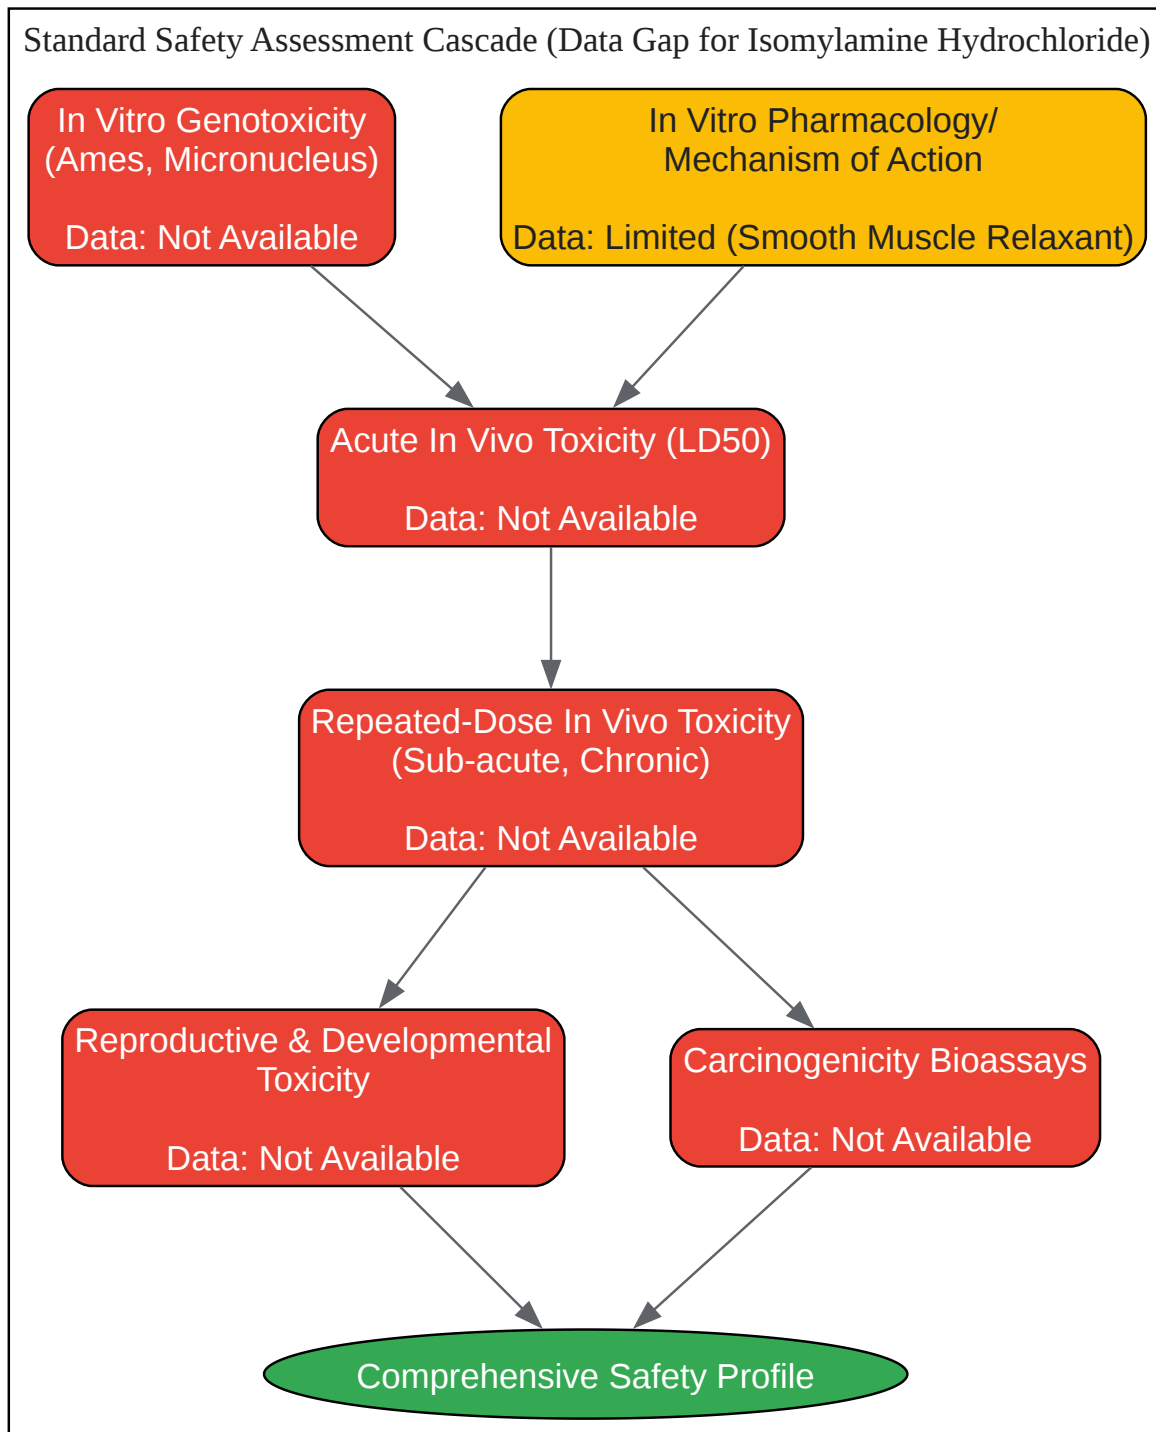 Standard Safety Assessment Cascade (Data Gap for Isomylamine Hydrochloride)
In Vitro Genotoxicity
(Ames, Micronucleus)
Data: Not Available
In Vitro Pharmacology/
Mechanism of Action
Data: Limited (Smooth Muscle Relaxant)
Acute In Vivo Toxicity (LD50)
Data: Not Available
Repeated-Dose In Vivo Toxicity
(Sub-acute, Chronic)
Data: Not Available
Reproductive & Developmental
Toxicity
Data: Not Available
Carcinogenicity Bioassays
Data: Not Available
Comprehensive Safety Profile